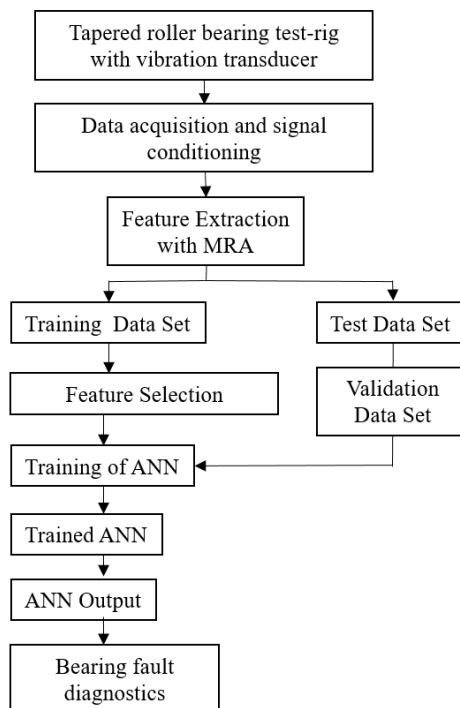 Tapered roller bearing test-rig
with vibration transducer
Data acquisition and signal
conditioning
Feature Extraction
with MRA
Training Data Set
Test Data Set
Feature Selection
Validation
Data Set
Training of ANN
Trained ANN
ANN Output
Bearing fault
diagnostics